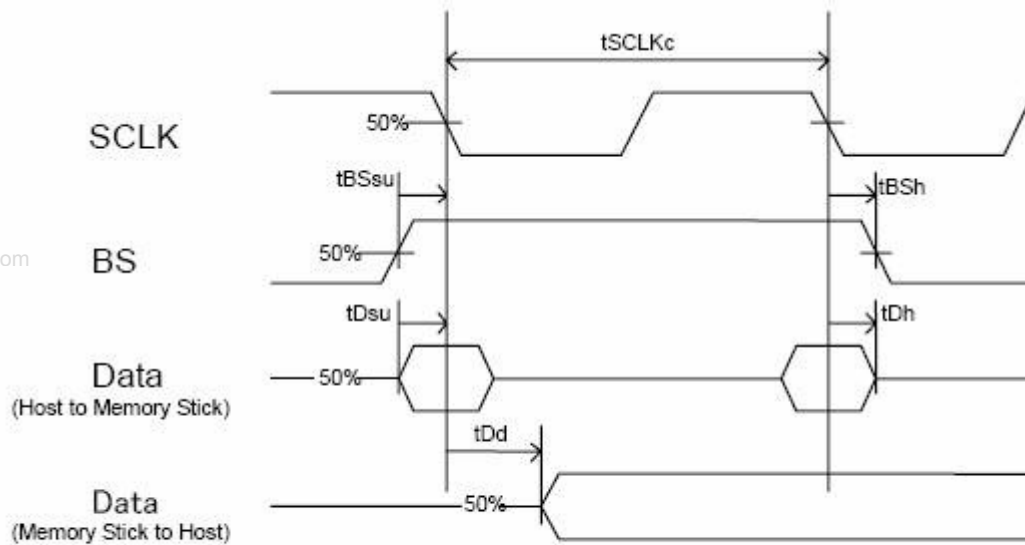 tSCLKc
SCLK
50%
tBSsu
tBSh
om
BS
50%
tDsu
tDh
Data
(Host to Memory Stick)
50%
tDd
Data
(Memory Stick to Host)
50%